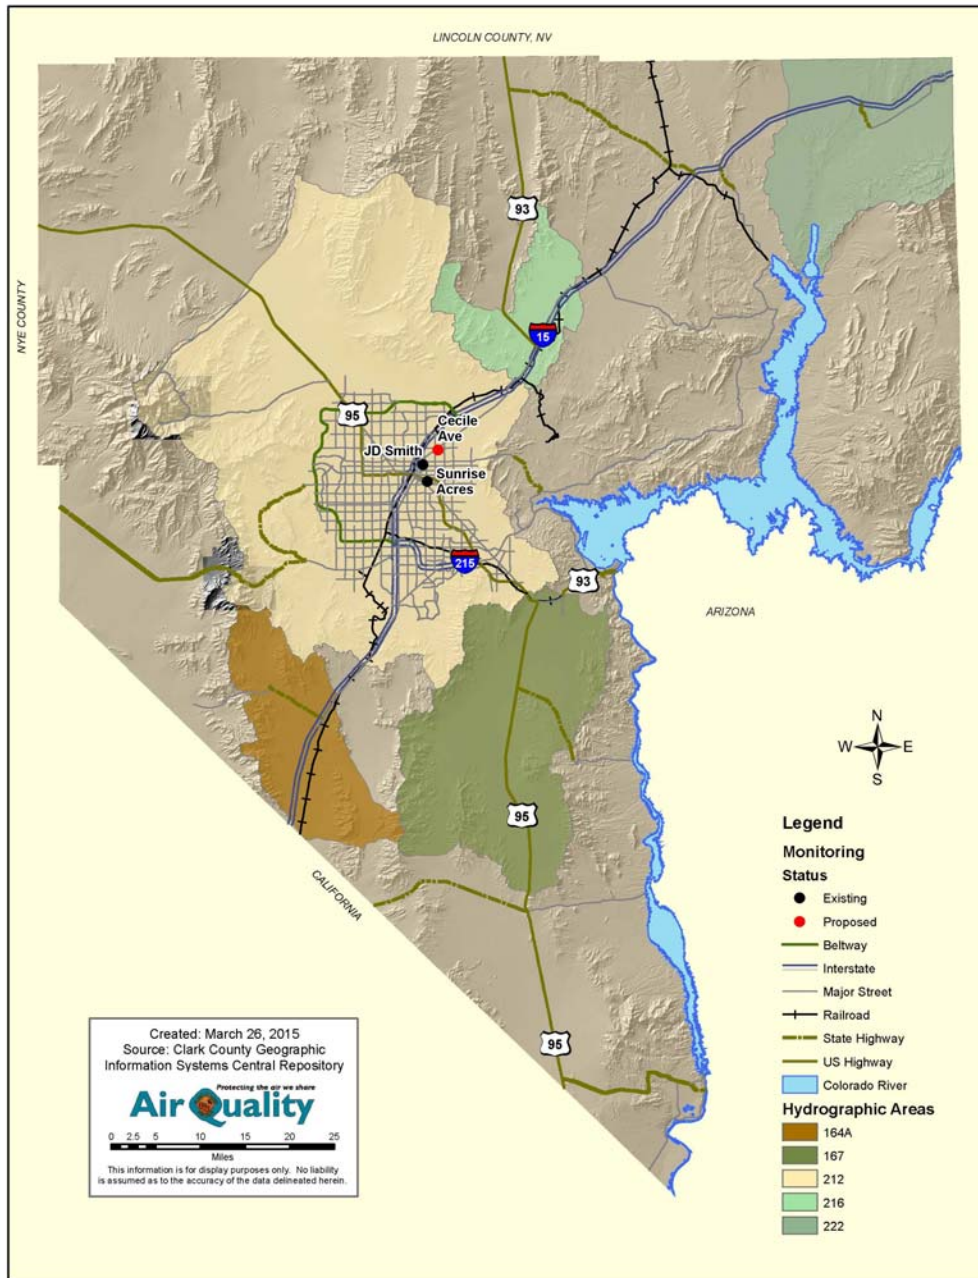 LINCOLN COUNTY, NV
NYE COUNTY
93
15
95
Cecile
Ave
JD Smith
Sunrise
Acres
215
93
ARIZONA
N
W E
S
95
CALIFORNIA
95
Legend
Monitoring
Status
Existing
Proposed
Beltway
Interstate
Major Street
Railroad
State Highway
US Highway
Colorado River
Hydrographic Areas
164A
167
212
216
222
Created: March 26, 2015
Source: Clark County Geographic
Information Systems Central Repository
Protecting the air we share
Air Quality
0 2.5 5 10 15 20 25
Miles
This information is for display purposes only. No liability
is assumed as to the accuracy of the data delineated herein.